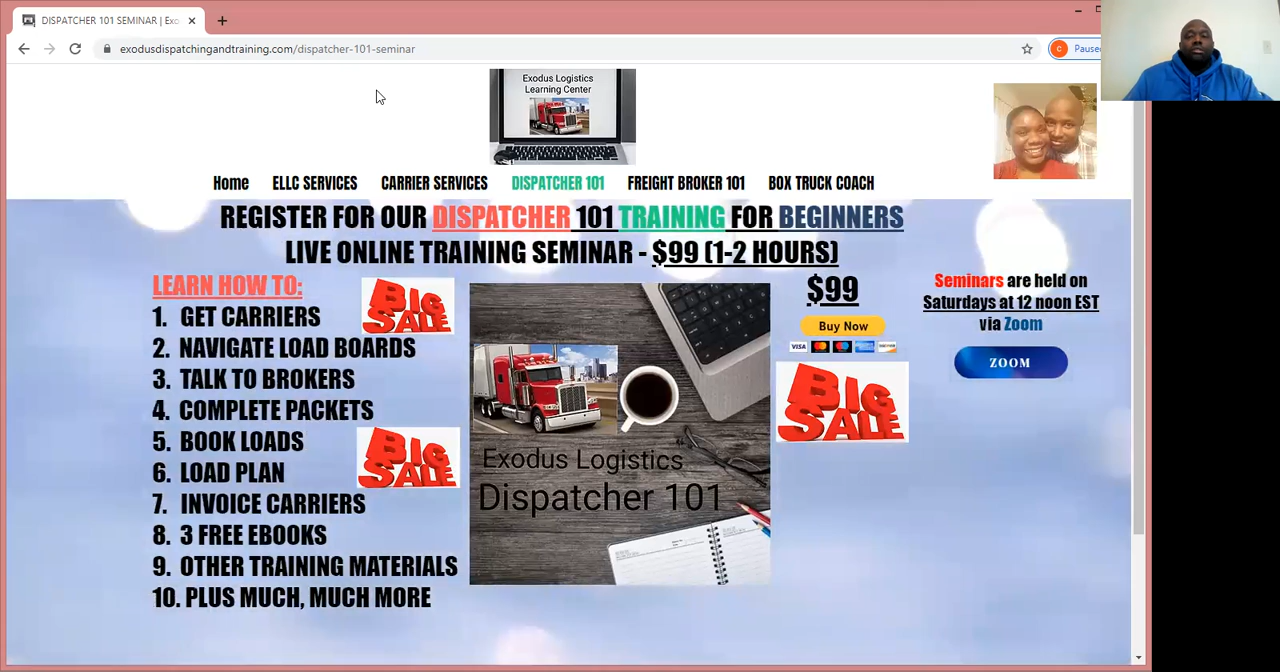 DISPATCHER 101 SEMINAR | Exo
exodusdispatchingandtraining.com/dispatcher-101-seminar
C
Paused
Exodus Logistics
Learning Center
Home
ELLC SERVICES
CARRIER SERVICES
DISPATCHER 101
FREIGHT BROKER 101
BOX TRUCK COACH
REGISTER FOR OUR DISPATCHER 101 TRAINING FOR BEGINNERS
LIVE ONLINE TRAINING SEMINAR - $99 (1-2 HOURS)
LEARN HOW TO:
1. GET CARRIERS
2. NAVIGATE LOAD BOARDS
3. TALK TO BROKERS
4. COMPLETE PACKETS
5. BOOK LOADS
6. LOAD PLAN
7. INVOICE CARRIERS
8. 3 FREE EBOOKS
9. OTHER TRAINING MATERIALS
10. PLUS MUCH, MUCH MORE
BIG
SALE
BIG
SALE
Exodus Logistics
Dispatcher 101
$99
Buy Now
VISA
BIG
SALE
Seminars are held on
Saturdays at 12 noon EST
via Zoom
ZOOM